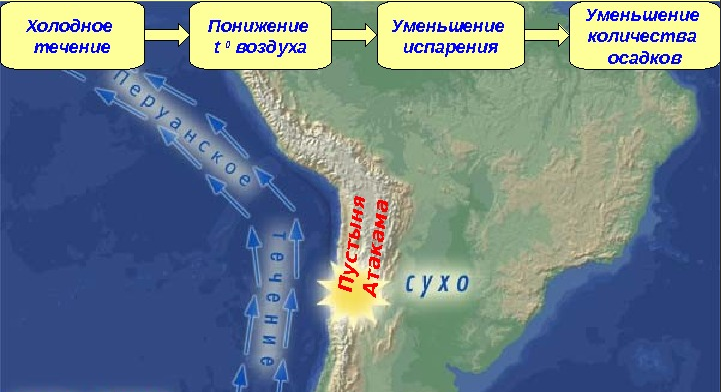 Холодное
течение
Понижение
t⁰ воздуха
Уменьшение
испарения
Уменьшение
количества
осадков
Перуанское
течение
Пустыня
Атакама
сухо